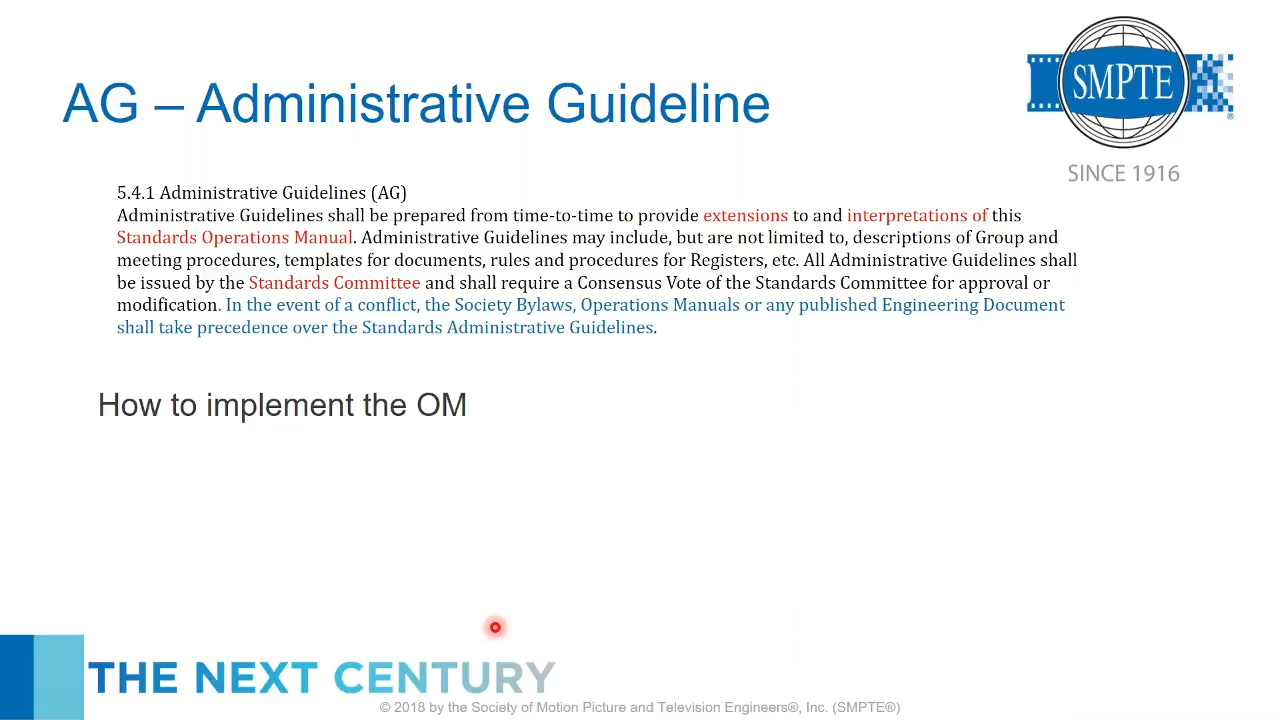 AG – Administrative Guideline
SMPTE
®
SINCE 1916
5.4.1 Administrative Guidelines (AG)
Administrative Guidelines shall be prepared from time-to-time to provide extensions to and interpretations of this
Standards Operations Manual. Administrative Guidelines may include, but are not limited to, descriptions of Group and
meeting procedures, templates for documents, rules and procedures for Registers, etc. All Administrative Guidelines shall
be issued by the Standards Committee and shall require a Consensus Vote of the Standards Committee for approval or
modification. In the event of a conflict, the Society Bylaws, Operations Manuals or any published Engineering Document
shall take precedence over the Standards Administrative Guidelines.
How to implement the OM
THE NEXT CENTURY
© 2018 by the Society of Motion Picture and Television Engineers®, Inc. (SMPTE®)